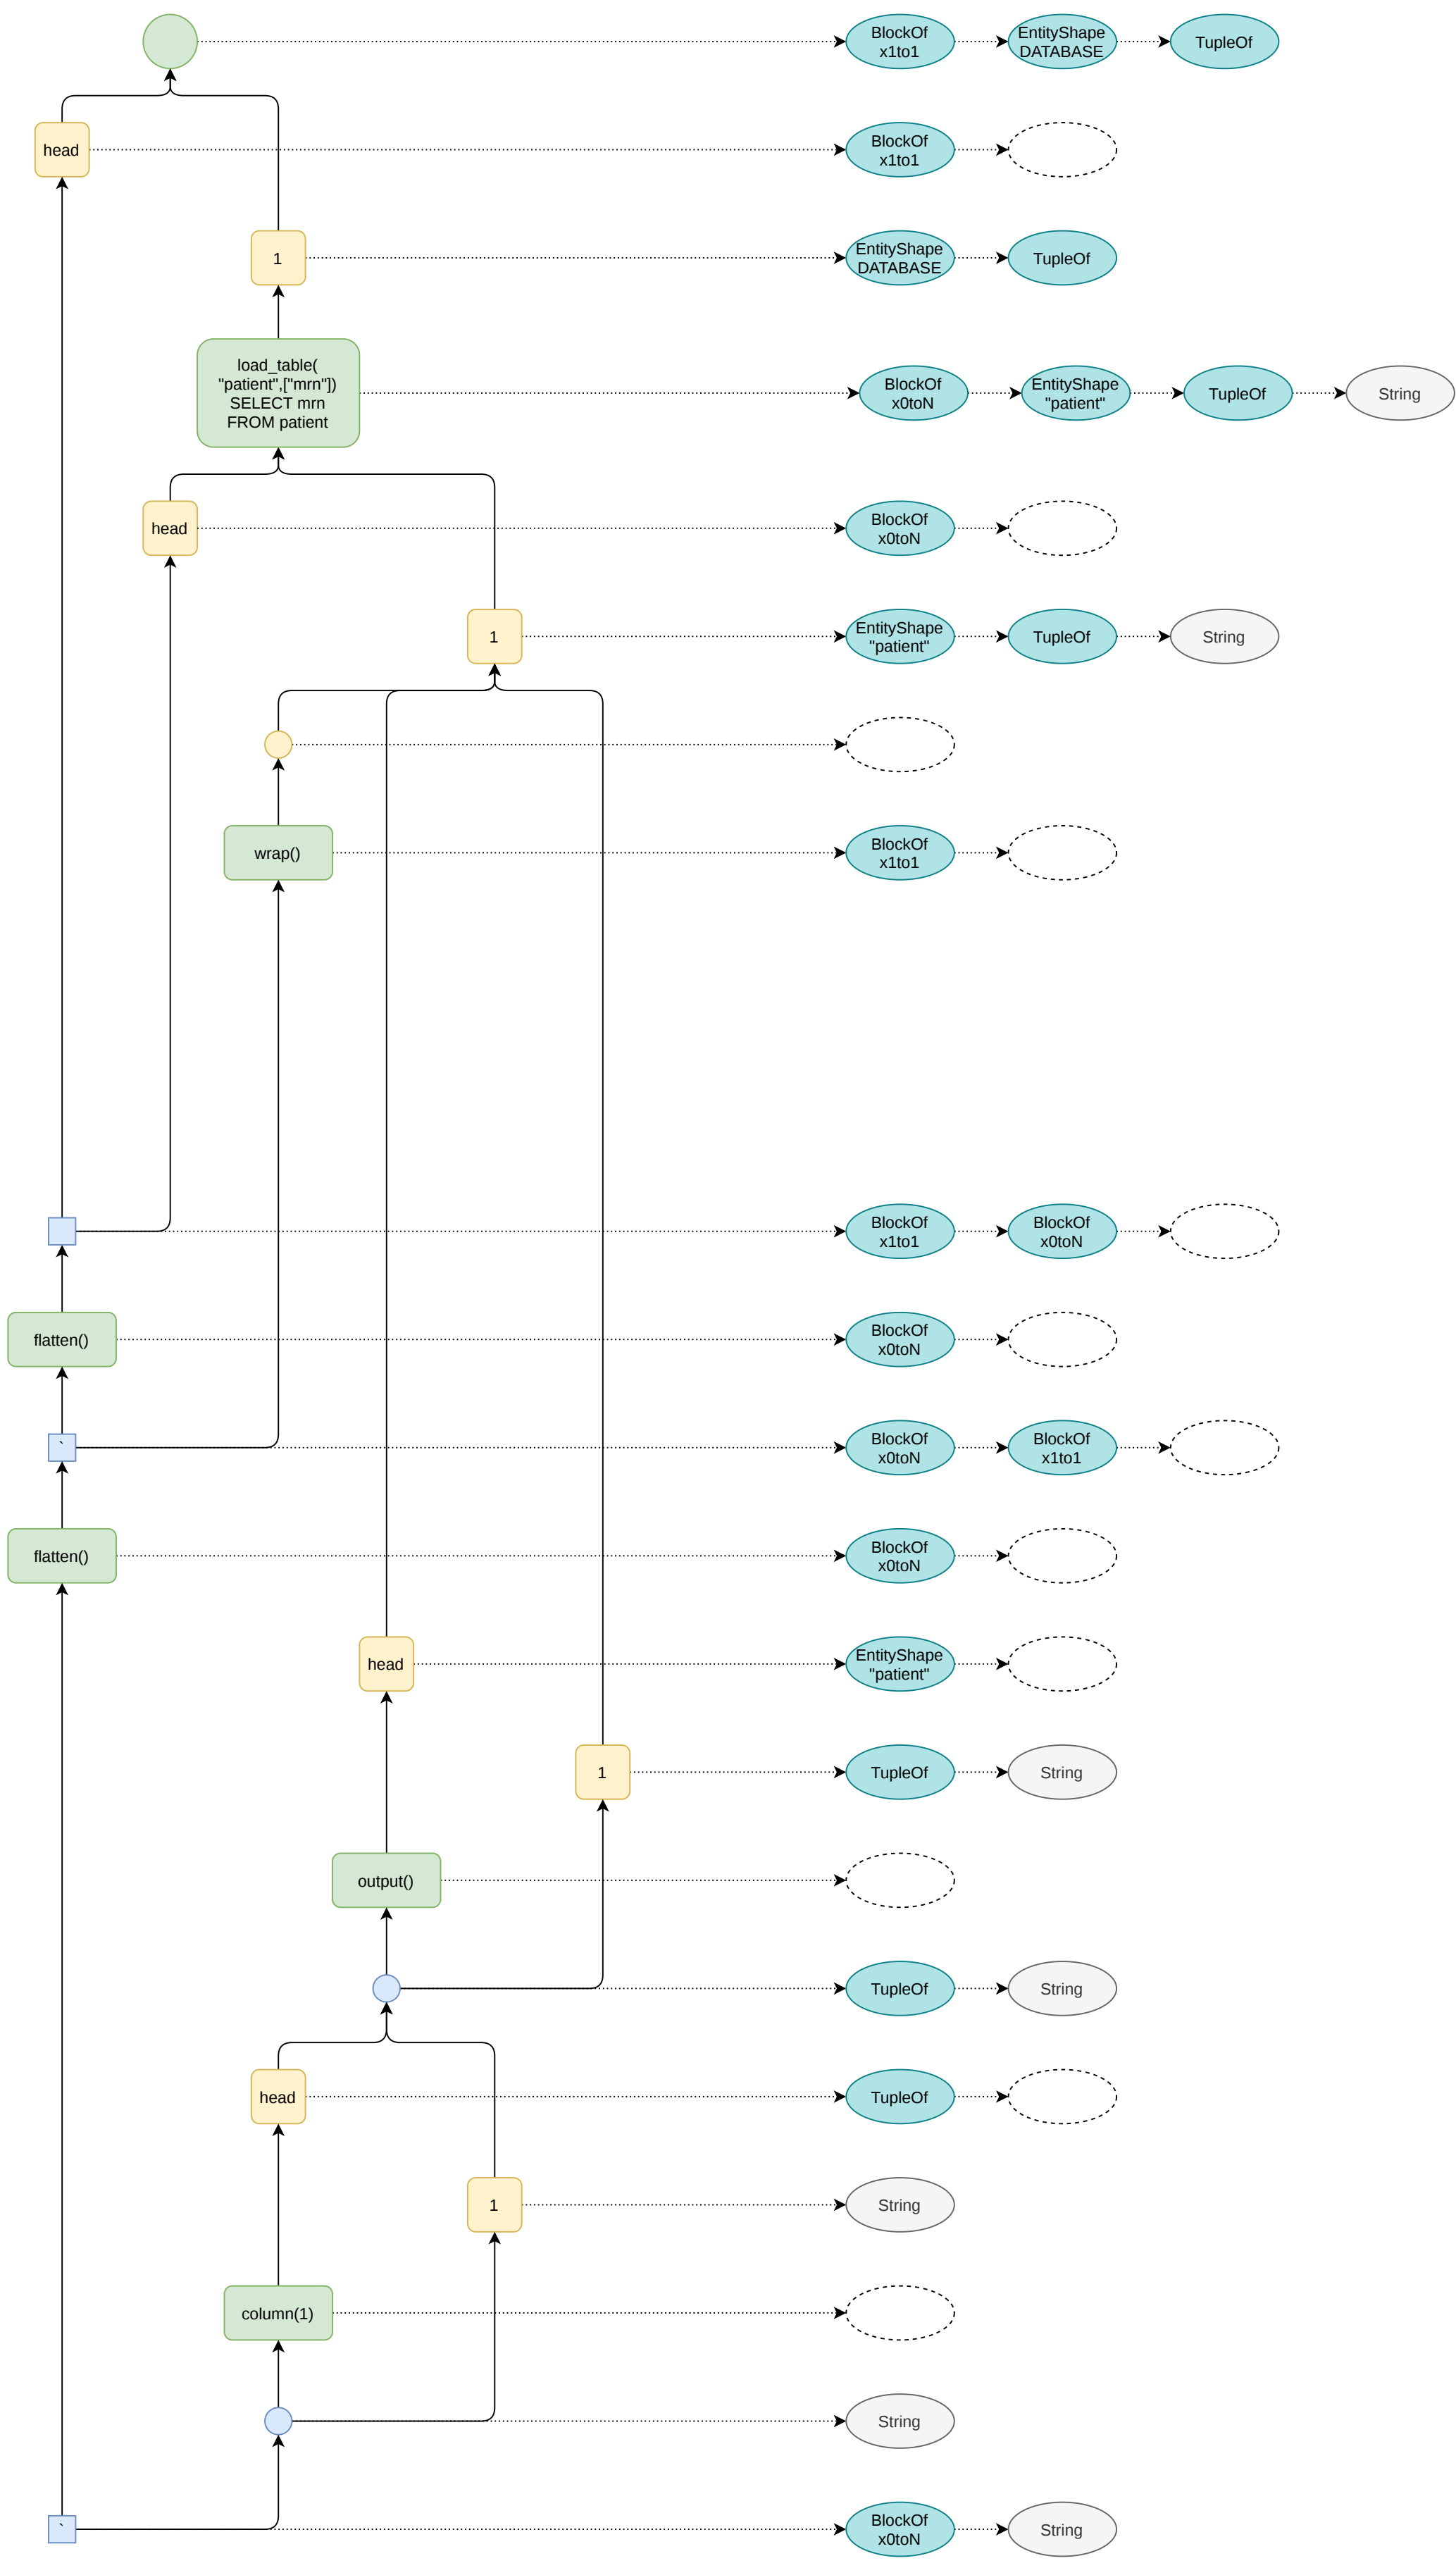 BlockOf
x1to1
EntityShape
DATABASE
TupleOf
head
BlockOf
x1to1
1
EntityShape
DATABASE
TupleOf
load_table(
"patient",["mrn"])
SELECT mrn
FROM patient
BlockOf
x0toN
EntityShape
"patient"
TupleOf
String
head
BlockOf
x0toN
1
EntityShape
"patient"
TupleOf
String
wrap()
BlockOf
x1to1
BlockOf
x1to1
BlockOf
x0toN
flatten()
BlockOf
x0toN
`
BlockOf
x0toN
BlockOf
x1to1
flatten()
BlockOf
x0toN
head
EntityShape
"patient"
1
TupleOf
String
output()
TupleOf
String
head
TupleOf
1
String
column(1)
String
`
BlockOf
x0toN
String